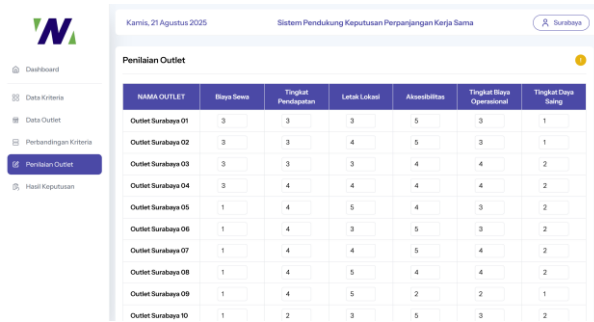 Kamis, 21 Agustus 2025 Sistem Pendukung Keputusan Perpanjangan Kerja Sama Surabaya
Dashboard
Data Kriteria
Data Outlet
Perbandingan Kriteria
Penilaian Outlet
Hasil Keputusan
Penilaian Outlet
NAMA OUTLET Biaya Sewa Tingkat Pendapatan Letak Lokasi Aksesibilitas Tingkat Biaya Operasional Tingkat Daya Saing
Outlet Surabaya 01 3 3 3 5 3 1
Outlet Surabaya 02 3 3 4 5 3 1
Outlet Surabaya 03 3 3 3 4 4 2
Outlet Surabaya 04 3 4 4 4 4 2
Outlet Surabaya 05 1 4 5 4 3 2
Outlet Surabaya 06 1 4 3 5 3 2
Outlet Surabaya 07 1 4 4 5 4 2
Outlet Surabaya 08 1 4 5 4 4 2
Outlet Surabaya 09 1 4 5 2 2 1
Outlet Surabaya 10 1 2 3 5 3 2